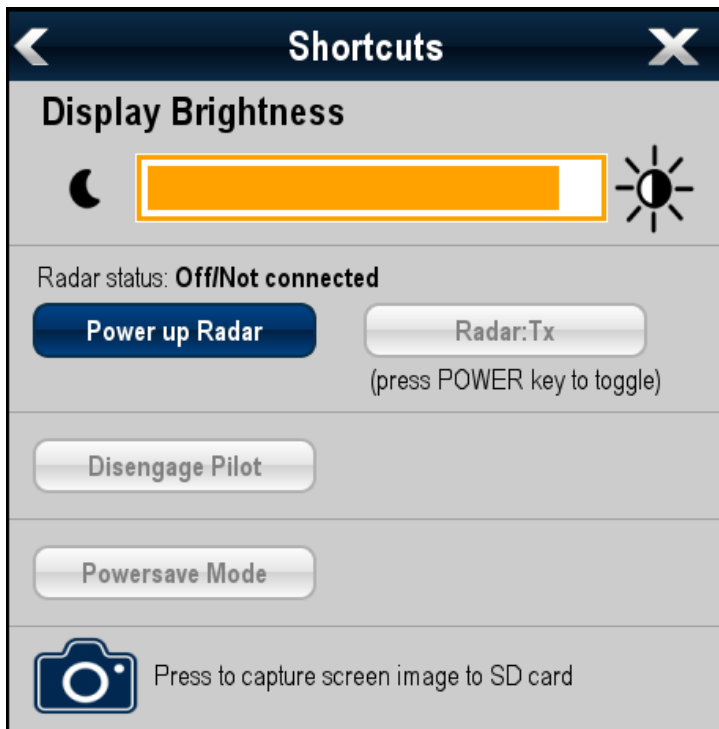 Shortcuts
Display Brightness
Radar status: Off/Not connected
Power up Radar
Radar:Tx
(press POWER key to toggle)
Disengage Pilot
Powersave Mode
Press to capture screen image to SD card